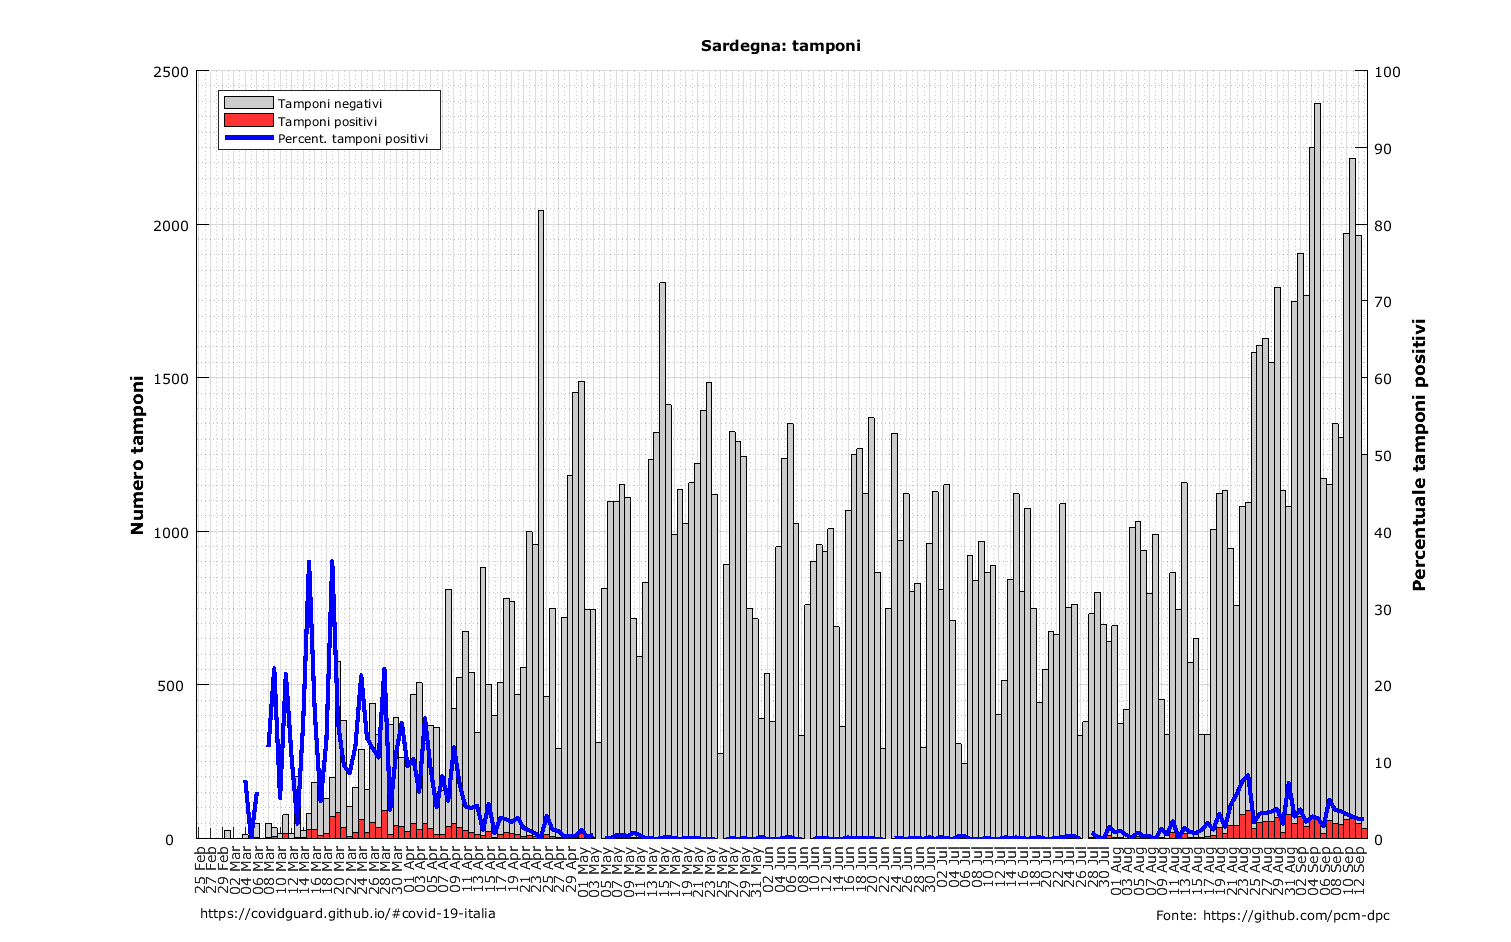 Sardegna: tamponi
2500
2000
1500
1000
500
0
Numero tamponi
Tamponi negativi
Tamponi positivi
Percent. tamponi positivi
100
90
80
70
60
50
40
30
20
10
0
Percentuale tamponi positivi
25 Feb
27 Feb
29 Feb
02 Mar
04 Mar
06 Mar
08 Mar
10 Mar
12 Mar
14 Mar
16 Mar
18 Mar
20 Mar
22 Mar
24 Mar
26 Mar
28 Mar
30 Mar
01 Apr
03 Apr
05 Apr
07 Apr
09 Apr
11 Apr
13 Apr
15 Apr
17 Apr
19 Apr
21 Apr
23 Apr
25 Apr
27 Apr
29 Apr
01 May
03 May
05 May
07 May
09 May
11 May
13 May
15 May
17 May
19 May
21 May
23 May
25 May
27 May
29 May
31 May
02 Jun
04 Jun
06 Jun
08 Jun
10 Jun
12 Jun
14 Jun
16 Jun
18 Jun
20 Jun
22 Jun
24 Jun
26 Jun
28 Jun
30 Jun
02 Jul
04 Jul
06 Jul
08 Jul
10 Jul
12 Jul
14 Jul
16 Jul
18 Jul
20 Jul
22 Jul
24 Jul
26 Jul
28 Jul
30 Jul
01 Aug
03 Aug
05 Aug
07 Aug
09 Aug
11 Aug
13 Aug
15 Aug
17 Aug
19 Aug
21 Aug
23 Aug
25 Aug
27 Aug
29 Aug
31 Aug
02 Sep
04 Sep
06 Sep
08 Sep
10 Sep
12 Sep
https://covidguard.github.io/#covid-19-italia
Fonte: https://github.com/pcm-dpc